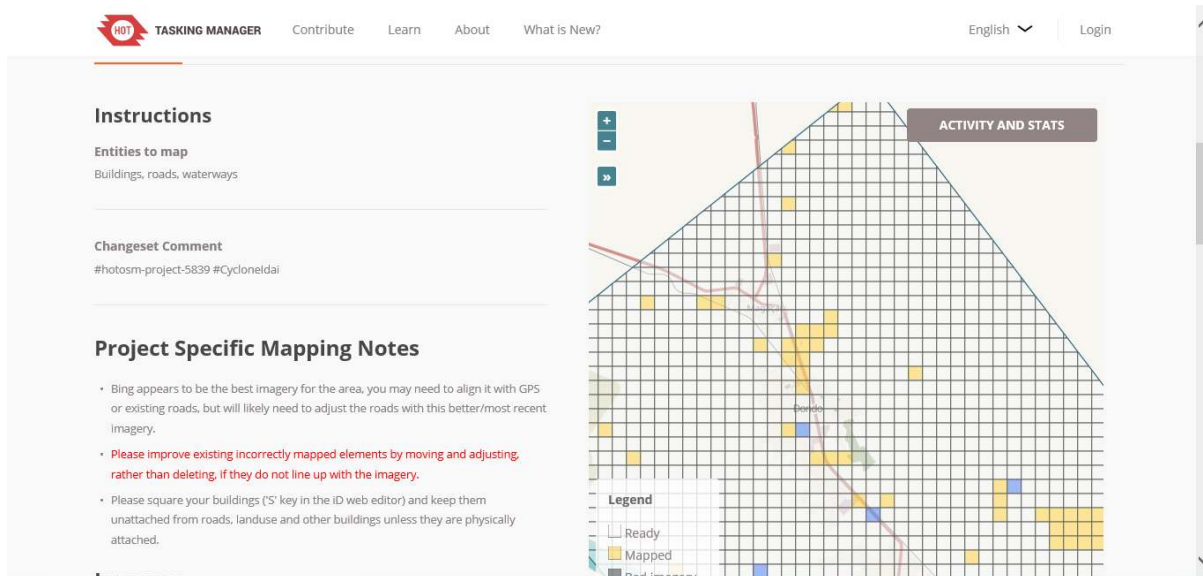 HOT TASKING MANAGER Contribute Learn About What is New? English Login
Instructions
Entities to map
Buildings, roads, waterways
Changeset Comment
#hotosm-project-5839 #CycloneIdai
Project Specific Mapping Notes
• Bing appears to be the best imagery for the area, you may need to align it with GPS
or existing roads, but will likely need to adjust the roads with this better/most recent
imagery.
• Please improve existing incorrectly mapped elements by moving and adjusting,
rather than deleting, if they do not line up with the imagery.
• Please square your buildings ('S' key in the iD web editor) and keep them
unattached from roads, landuse and other buildings unless they are physically
attached.
+
−
»
ACTIVITY AND STATS
Dondo
Legend
Ready
Mapped
Bad imagery